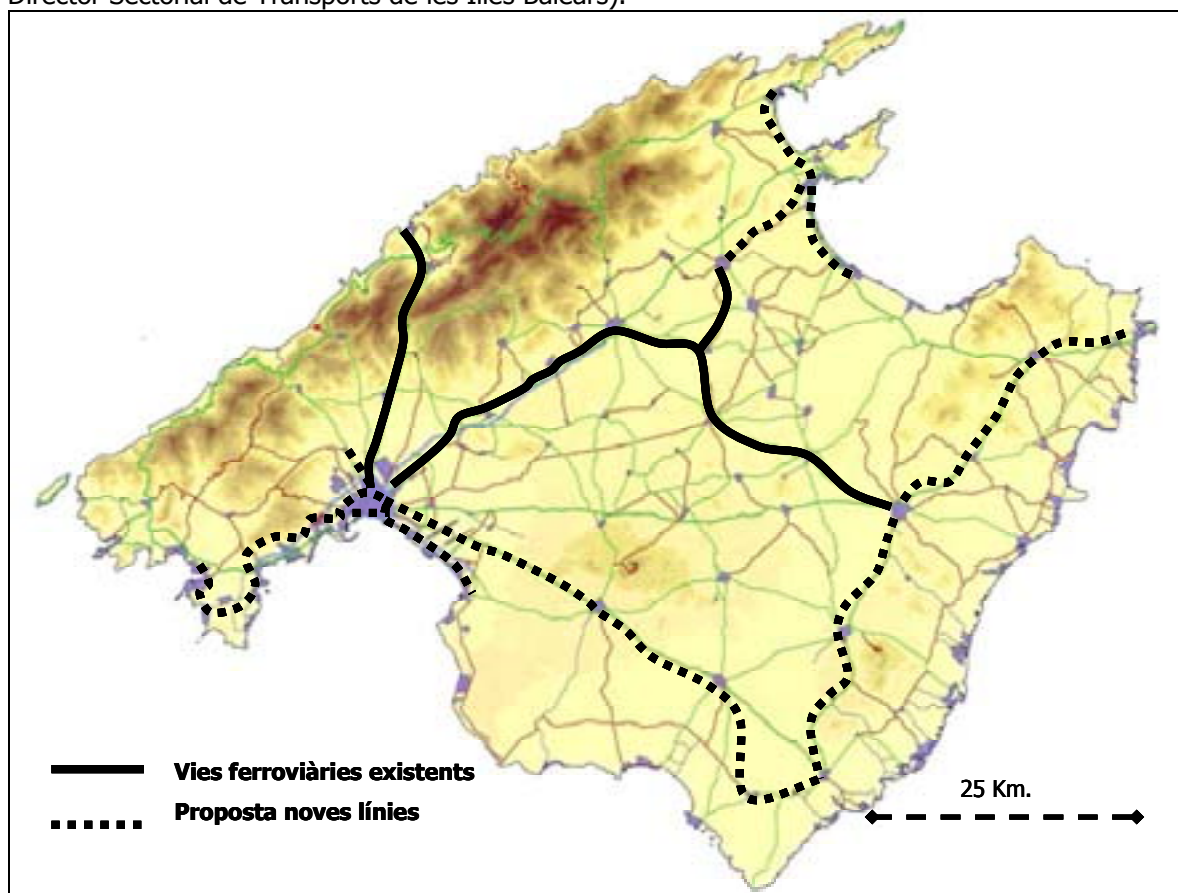 Director Sectorial de Transports de les Illes Balears).
Vies ferroviàries existents
Proposta noves línies
25 Km.